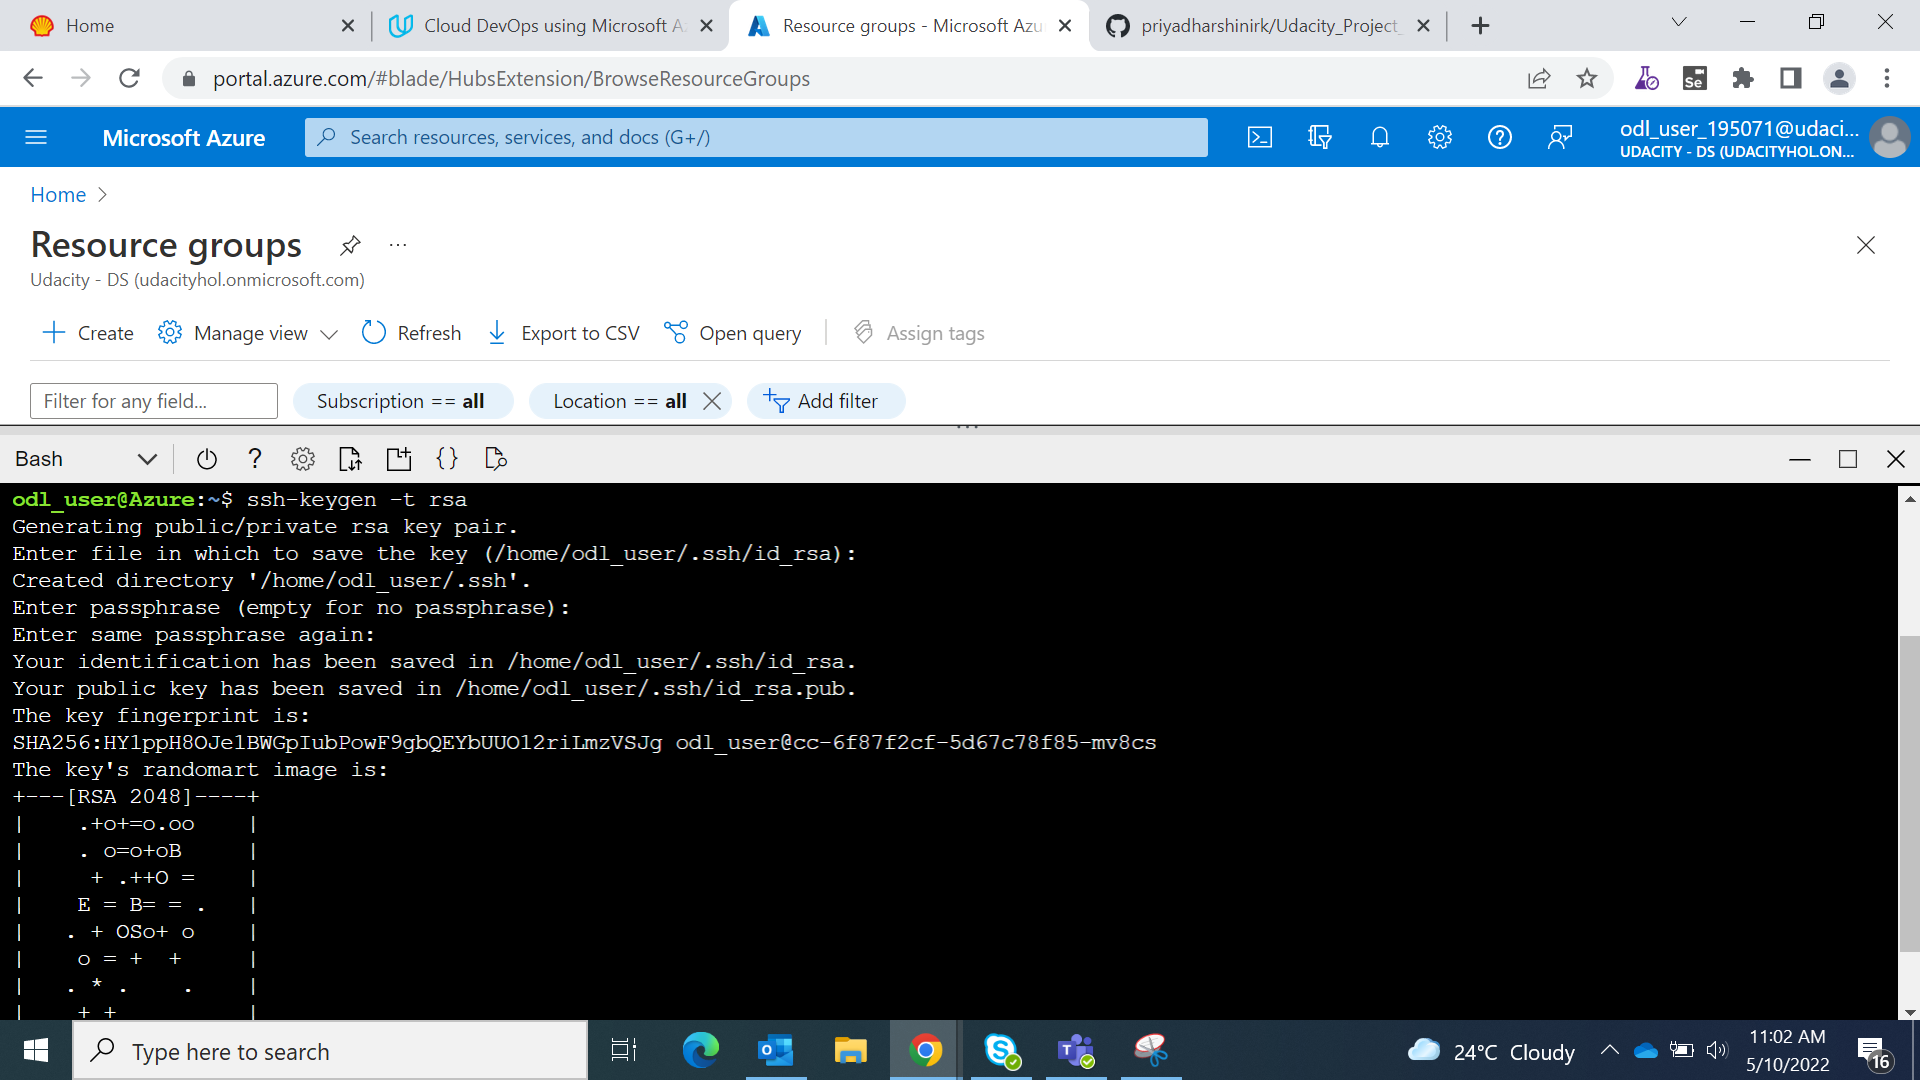 Home
Cloud DevOps using Microsoft A
Resource groups - Microsoft Azu
priyadharshinirk/Udacity_Project_
portal.azure.com/#blade/HubsExtension/BrowseResourceGroups
Se
Microsoft Azure
Search resources, services, and docs (G+/)
odl_user_195071@udaci...
UDACITY - DS (UDACITYHOL.ON...
Home >
Resource groups
...
Udacity - DS (udacityhol.onmicrosoft.com)
Create
Manage view
Refresh
Export to CSV
Open query
Assign tags
Filter for any field...
Subscription == all
Location == all
Add filter
Bash
odl_user@Azure:~$ ssh-keygen -t rsa
Generating public/private rsa key pair.
Enter file in which to save the key (/home/odl_user/.ssh/id_rsa):
Created directory '/home/odl_user/.ssh'.
Enter passphrase (empty for no passphrase):
Enter same passphrase again:
Your identification has been saved in /home/odl_user/.ssh/id_rsa.
Your public key has been saved in /home/odl_user/.ssh/id_rsa.pub.
The key fingerprint is:
SHA256:HY1ppH8OJe1BWGpIubPowF9gbQEYbUUO12riLmzVSJg odl_user@cc-6f87f2cf-5d67c78f85-mv8cs
The key's randomart image is:
+---[RSA 2048]----+
|    .+o+=o.oo    |
|    . o=o+oB     |
|     + .++O =    |
|    E = B= = .   |
|   . + OSo+ o    |
|    o = +  +     |
|   . * .    .    |
|    + +          |
Type here to search
24°C Cloudy
11:02 AM
5/10/2022
16